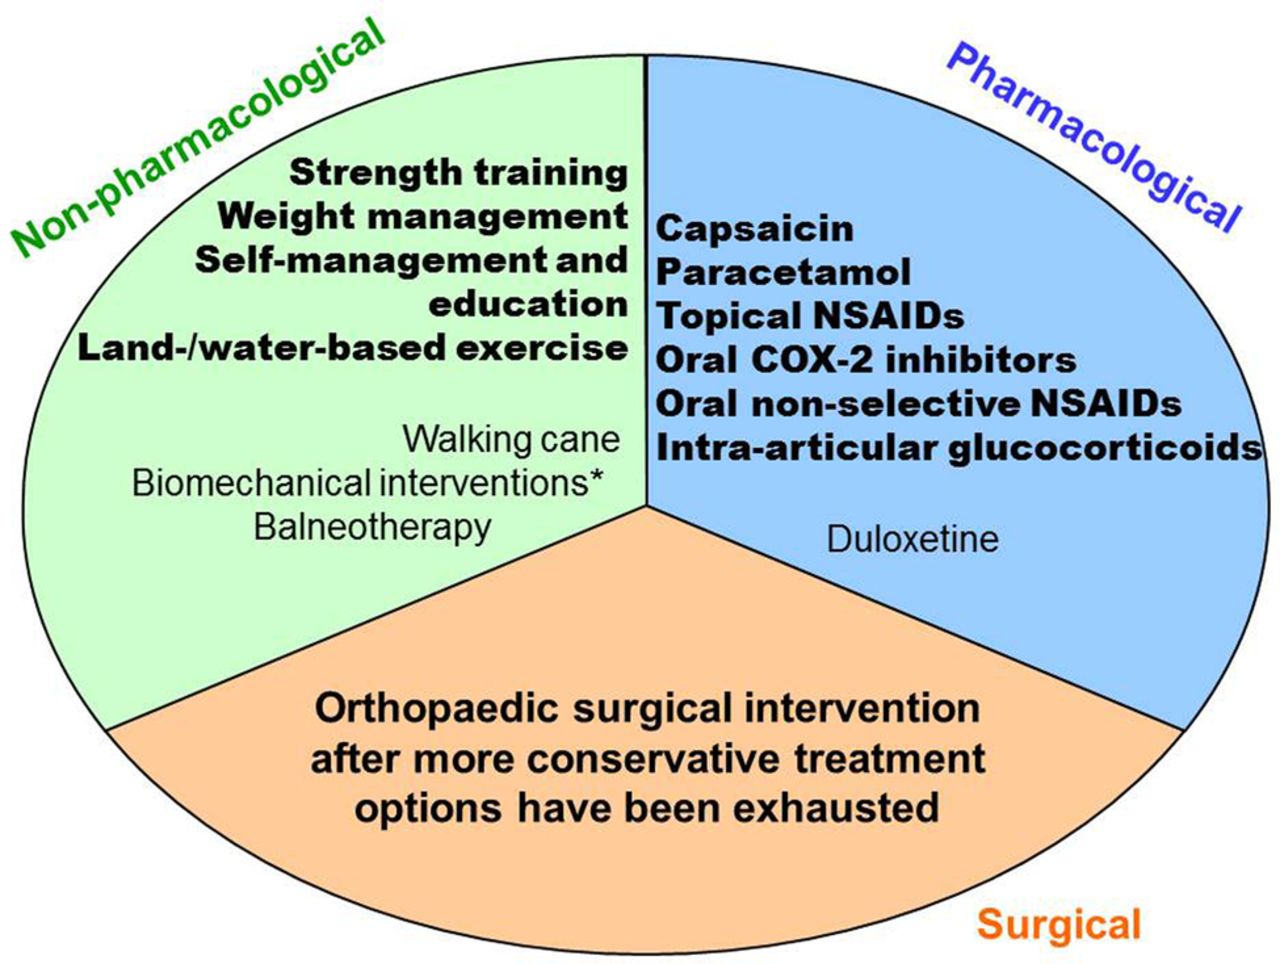 Non-pharmacological
Strength training
Weight management
Self-management and
education
Land-/water-based exercise
Walking cane
Biomechanical interventions*
Balneotherapy
Pharmacological
Capsaicin
Paracetamol
Topical NSAIDs
Oral COX-2 inhibitors
Oral non-selective NSAIDs
Intra-articular glucocorticoids
Duloxetine
Orthopaedic surgical intervention
after more conservative treatment
options have been exhausted
Surgical